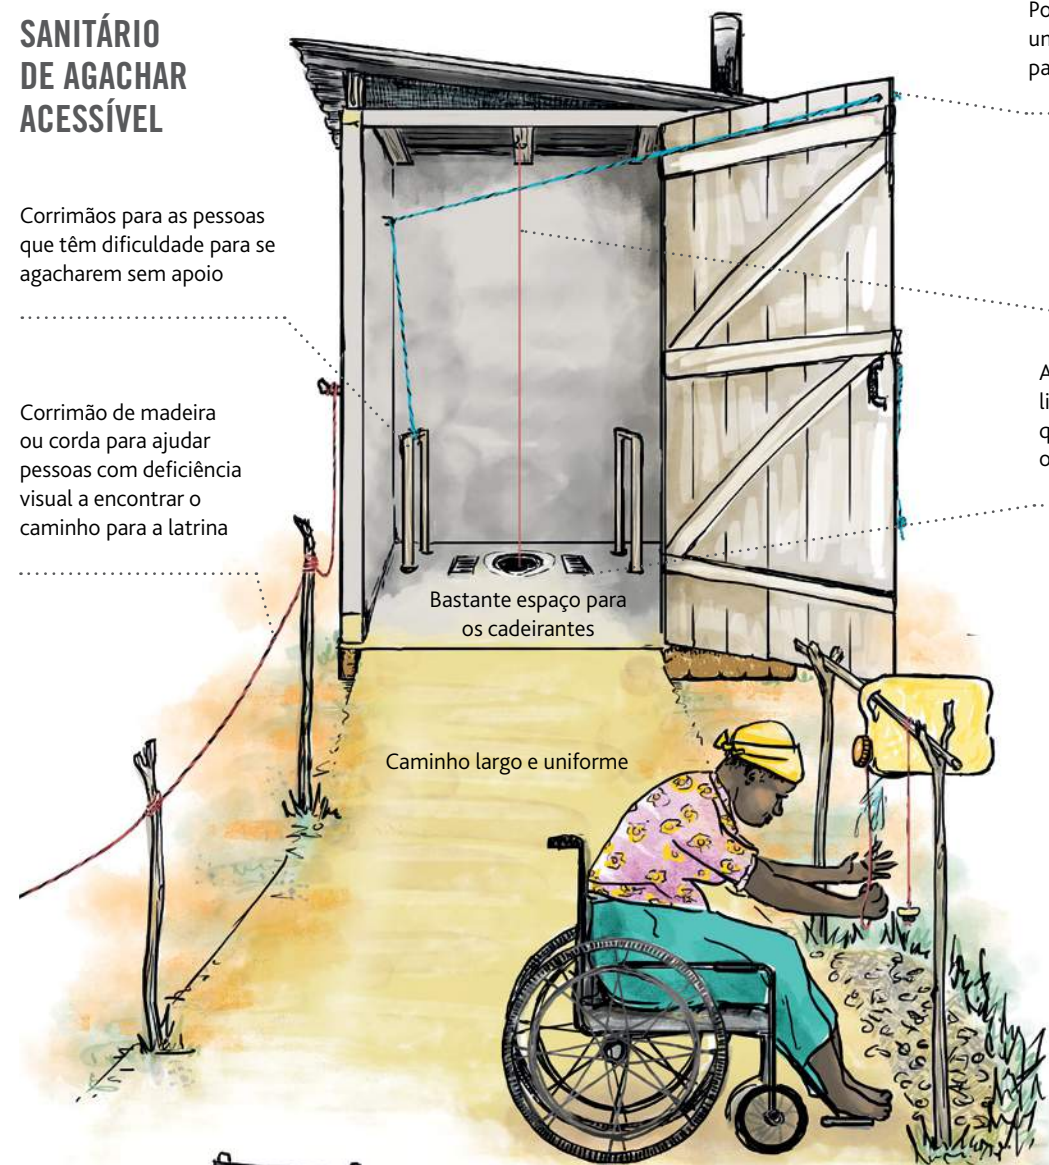 SANITÁRIO
DE AGACHAR
ACESSÍVEL
Corrimãos para as pessoas
que têm dificuldade para se
agacharem sem apoio
Corrimão de madeira
ou corda para ajudar
pessoas com deficiência
visual a encontrar o
caminho para a latrina
Bastante espaço para
os cadeirantes
Caminho largo e uniforme